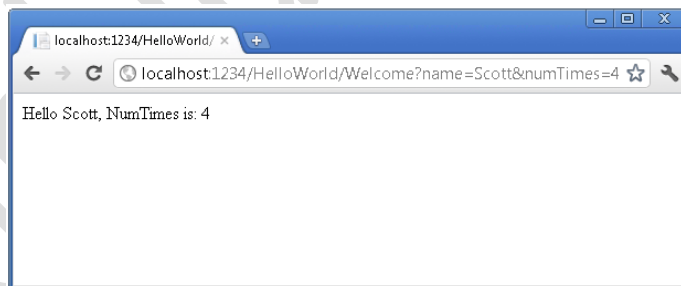 localhost:1234/HelloWorld/
localhost:1234/HelloWorld/Welcome?name=Scott&numTimes=4
Hello Scott, NumTimes is: 4